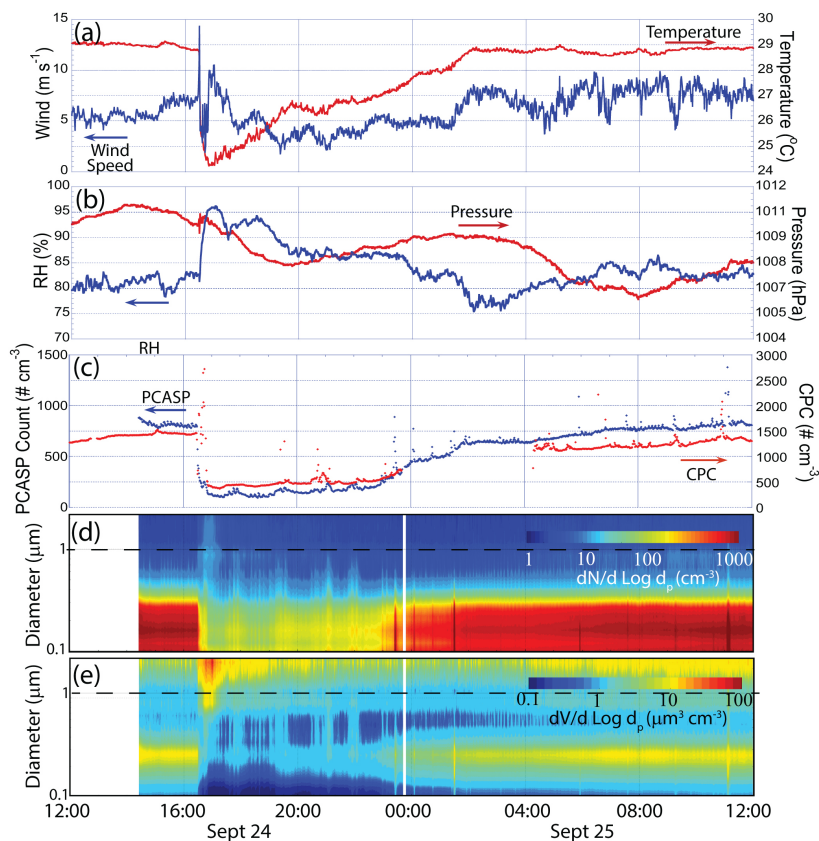 (a)
Temperature
Wind Speed
Wind (m s-1)
15
10
5
0
Temperature (oC)
30
29
28
27
26
25
24
(b)
Pressure
RH (%)
100
95
90
85
80
75
70
Pressure (hPa)
1012
1011
1009
1008
1007
1006
1004
RH
(c)
PCASP
CPC
PCASP Count (# cm-3)
1500
1000
500
0
CPC (# cm-3)
3000
2500
2000
1500
1000
500
0
(d)
Diameter (μm)
1
0.1
1 10 100 1000
dN/d Log dp (cm-3)
(e)
Diameter (μm)
1
0.1
0.1 1 10 100
dV/d Log dp (μm3 cm-3)
12:00 16:00 20:00 00:00 04:00 08:00 12:00
Sept 24 Sept 25